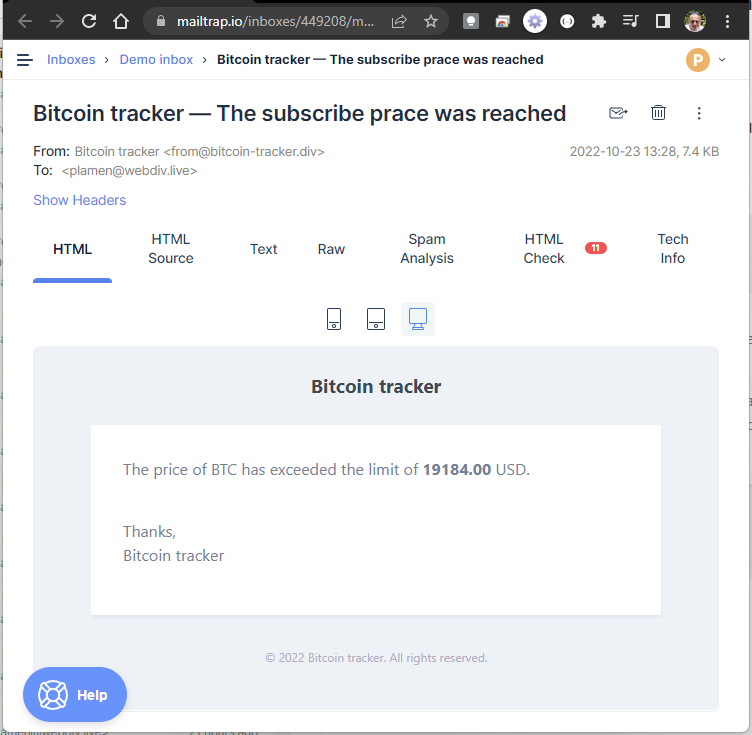 mailtrap.io/inboxes/449208/m...
Inboxes > Demo inbox > Bitcoin tracker — The subscribe prace was reached
P
Bitcoin tracker — The subscribe prace was reached
From: Bitcoin tracker <from@bitcoin-tracker.div>
2022-10-23 13:28, 7.4 KB
To: <plamen@webdiv.live>
Show Headers
HTML
HTML Source
Text
Raw
Spam Analysis
HTML Check
11
Tech Info
Bitcoin tracker
The price of BTC has exceeded the limit of 19184.00 USD.
Thanks,
Bitcoin tracker
© 2022 Bitcoin tracker. All rights reserved.
Help